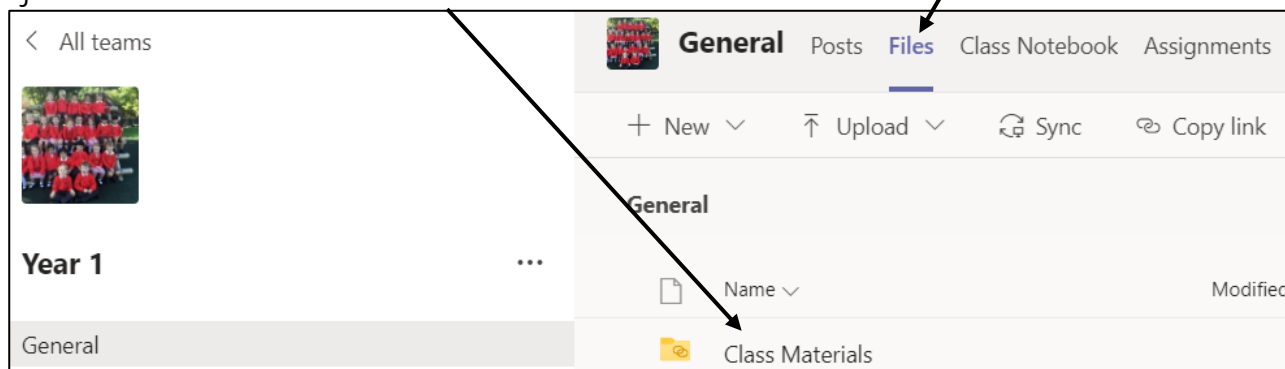 All teams
Year 1
...
General
General Posts Files Class Notebook Assignments
+ New Upload Sync Copy link
General
Name Modified
Class Materials